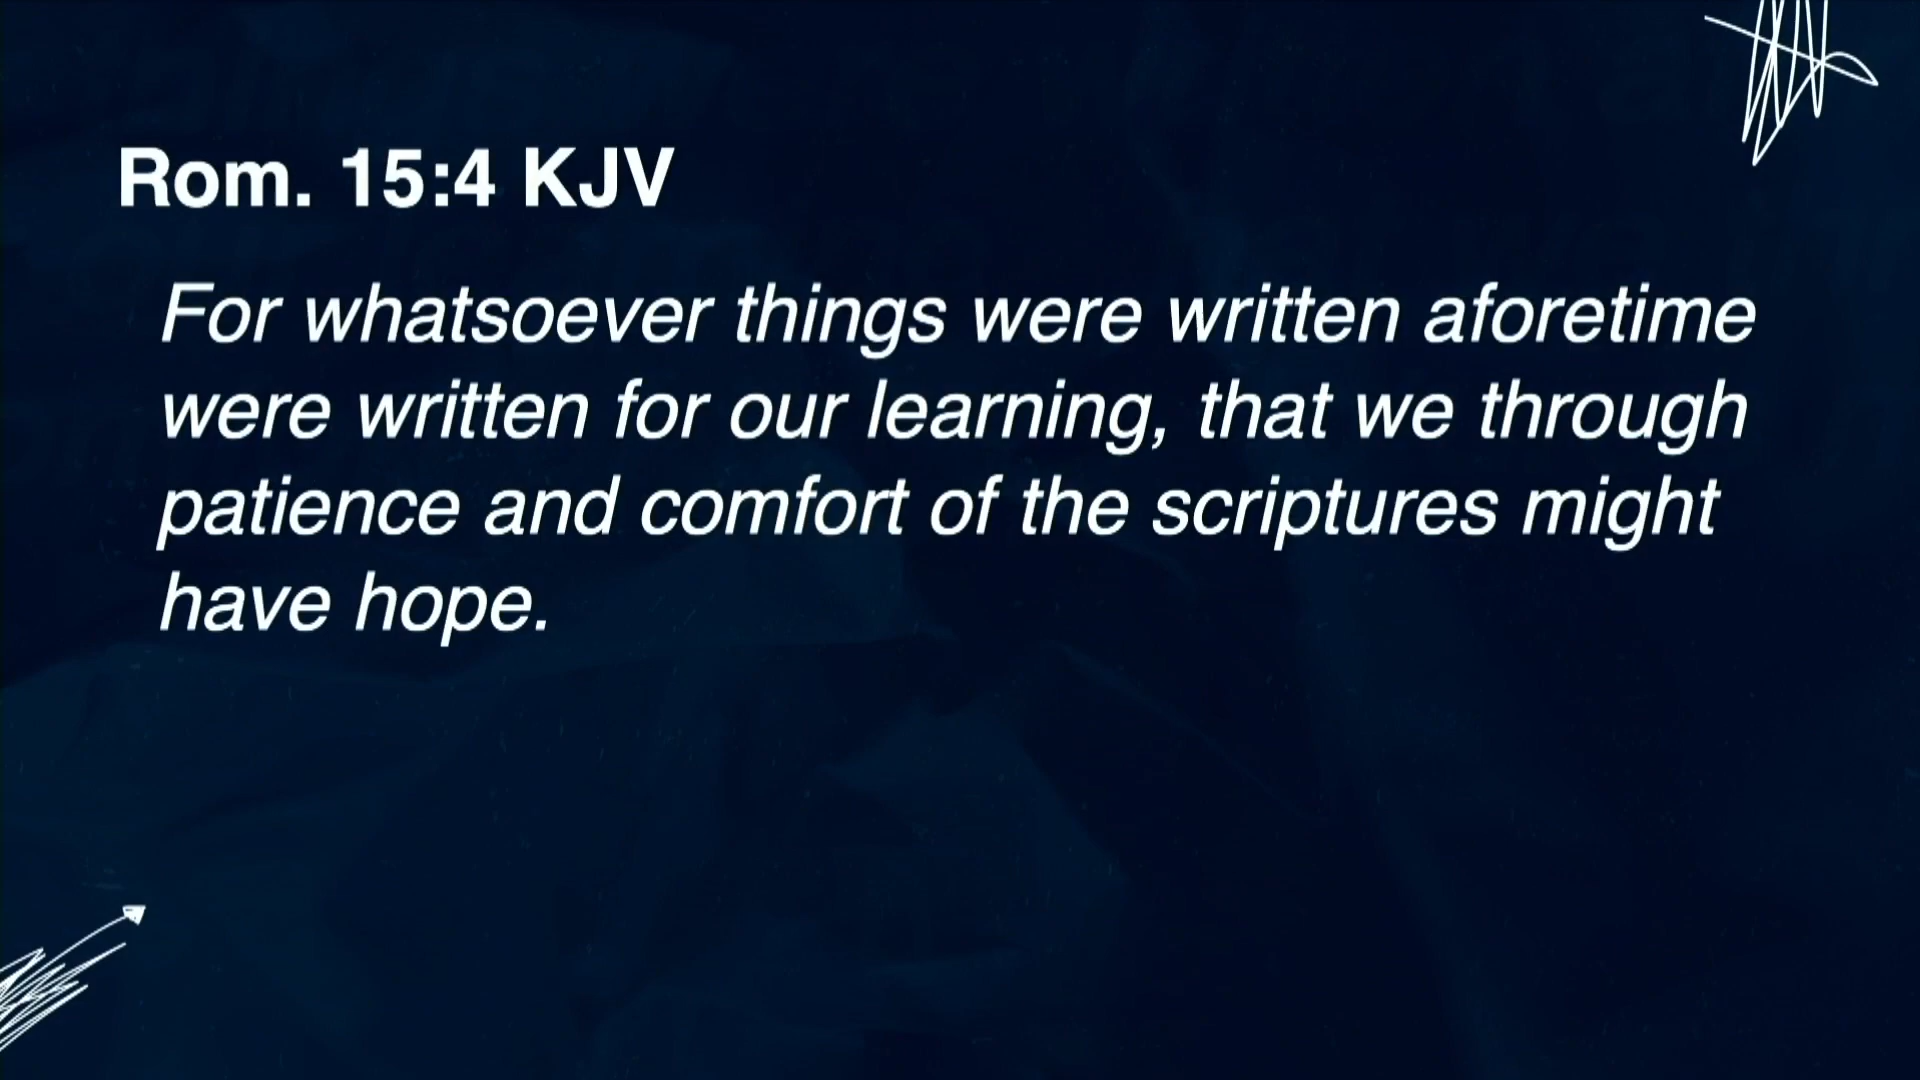 Rom. 15:4 KJV
For whatsoever things were written aforetime
were written for our learning, that we through
patience and comfort of the scriptures might
have hope.